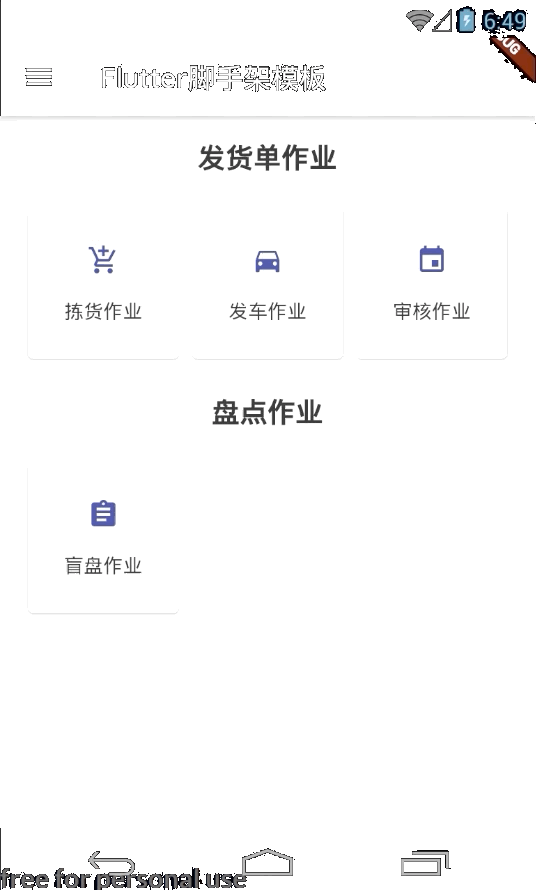 6:49
UG
Flutter脚手架模板
发货单作业
拣货作业
发车作业
审核作业
盘点作业
盲盘作业
free for personal use